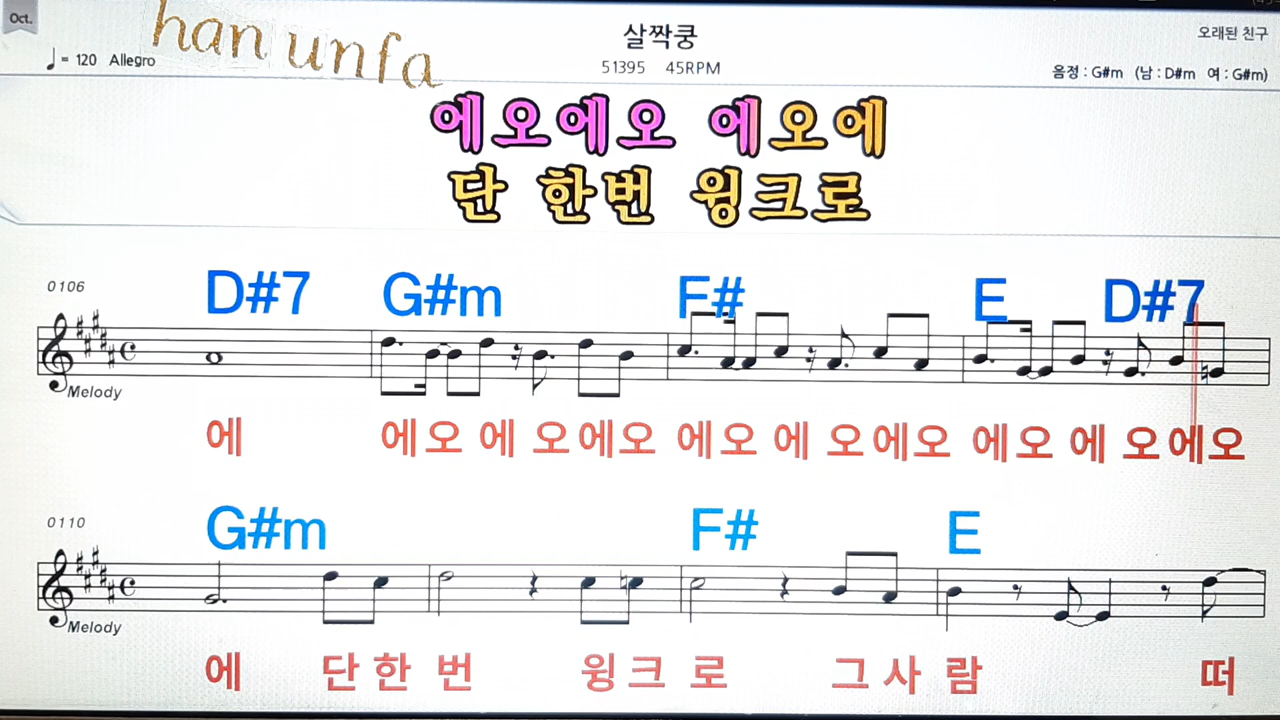 Oct.
han unfa
살짝쿵
오래된 친구
♩= 120 Allegro
51395 45RPM
음정 : G#m (남 : D#m 여 : G#m)
에오에오 에오에
단 한번 윙크로
0106
D#7 G#m F# E D#7
Melody
에 에오 에 오에오 에오 에 오에오 에오 에 오에오
0110
G#m F# E
Melody
에 단한 번 윙크 로 그사 람 떠